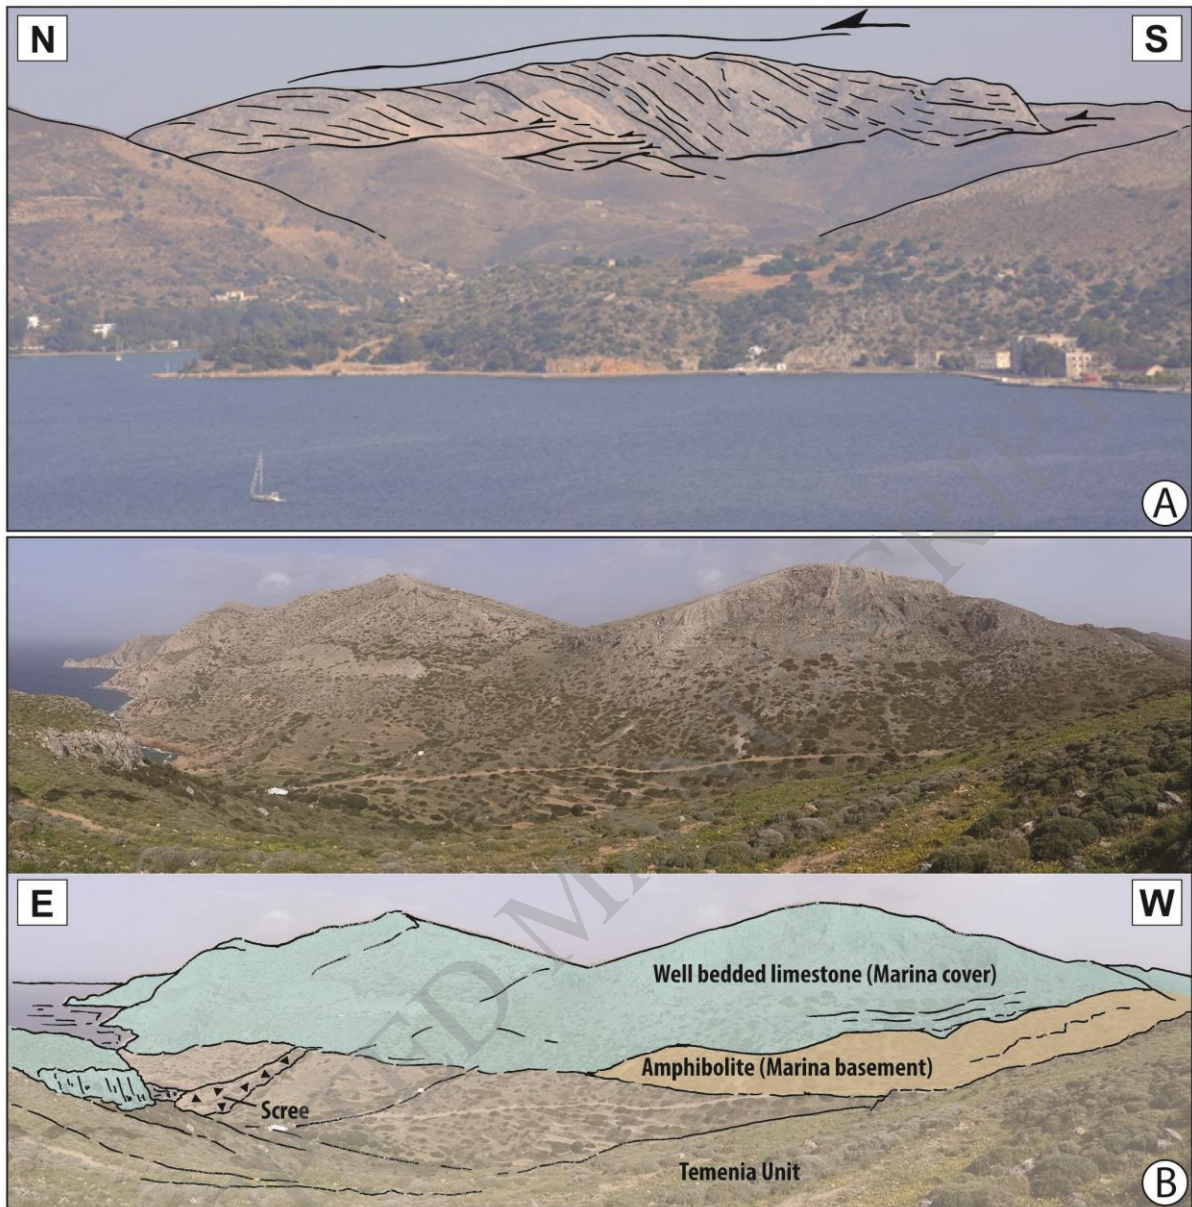 N
S
A
E
W
Well bedded limestone (Marina cover)
Amphibolite (Marina basement)
Scree
Temenia Unit
B